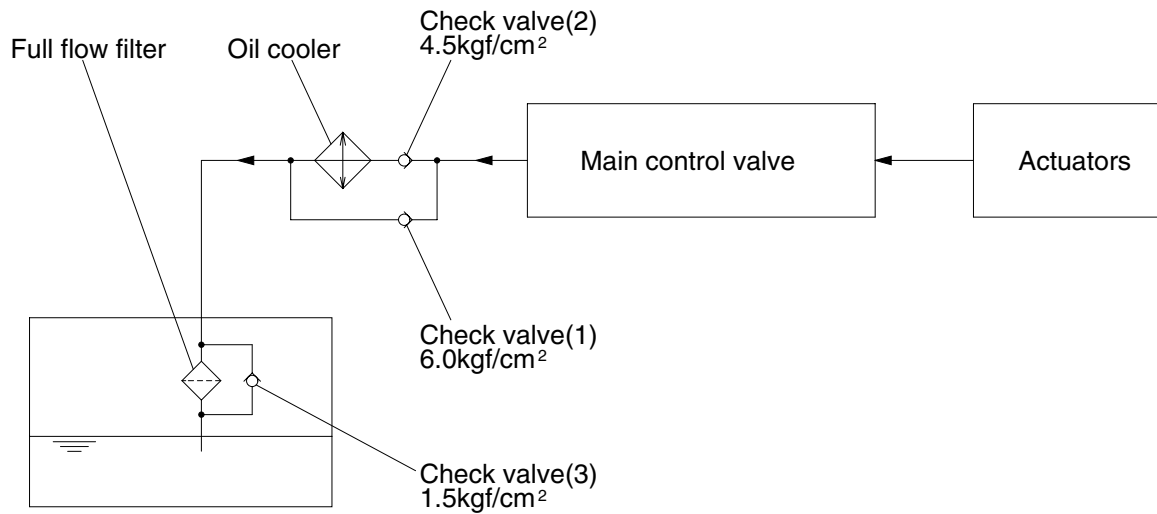 Check valve(2)
4.5kgf/cm²
Full flow filter
Oil cooler
Main control valve
Actuators
Check valve(1)
6.0kgf/cm²
Check valve(3)
1.5kgf/cm²